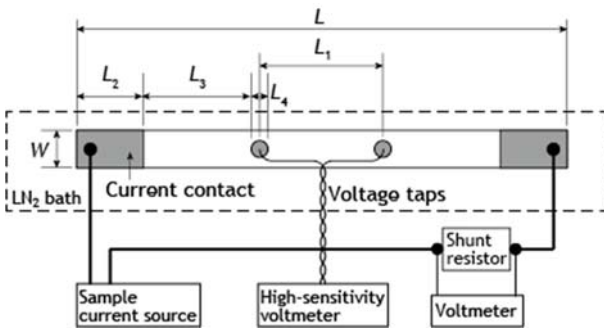 L
L₂
L₃
L₁
L₄
W
Current contact
Voltage taps
LN₂ bath
Shunt
resistor
Sample
current source
High-sensitivity
voltmeter
Voltmeter